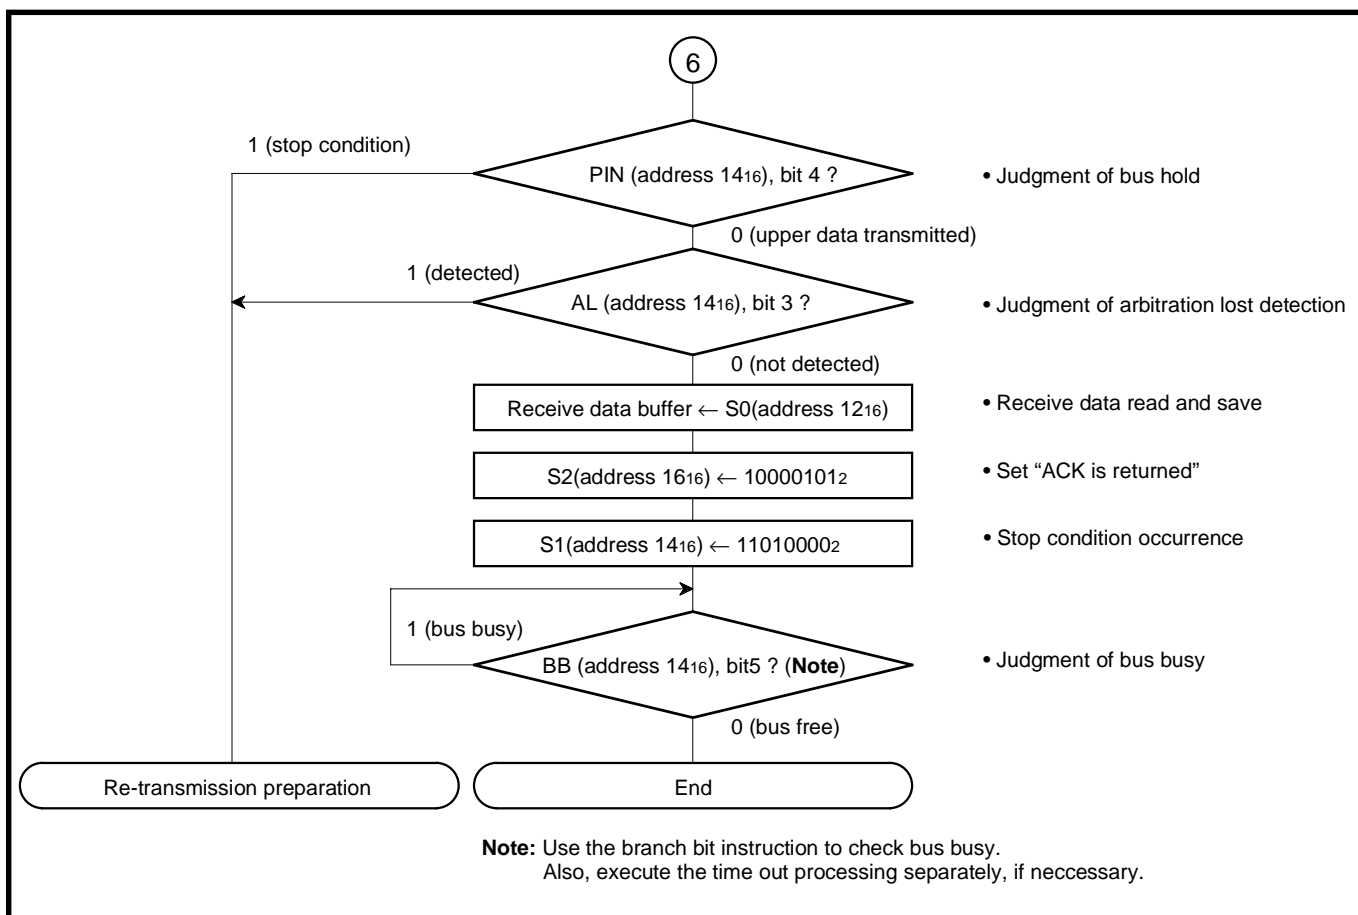 6
1 (stop condition)
PIN (address 14₁₆), bit 4 ?
• Judgment of bus hold
0 (upper data transmitted)
1 (detected)
AL (address 14₁₆), bit 3 ?
• Judgment of arbitration lost detection
0 (not detected)
Receive data buffer ← S0(address 12₁₆)
• Receive data read and save
S2(address 16₁₆) ← 10000101₂
• Set “ACK is returned”
S1(address 14₁₆) ← 11010000₂
• Stop condition occurrence
1 (bus busy)
BB (address 14₁₆), bit5 ? (Note)
• Judgment of bus busy
0 (bus free)
Re-transmission preparation
End
Note: Use the branch bit instruction to check bus busy.
Also, execute the time out processing separately, if neccessary.